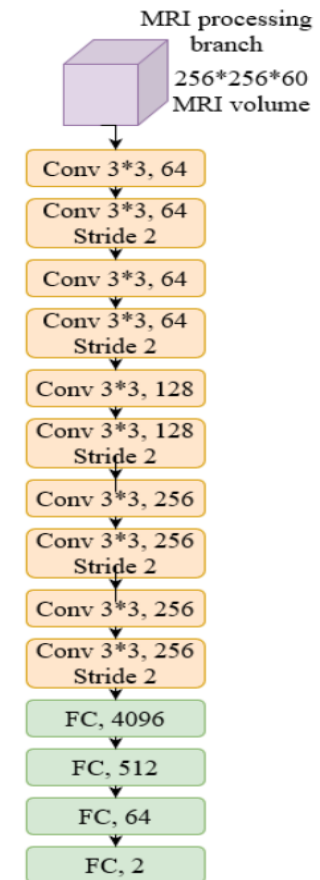 MRI processing
branch
256*256*60
MRI volume
Conv 3*3, 64
Conv 3*3, 64
Stride 2
Conv 3*3, 64
Conv 3*3, 64
Stride 2
Conv 3*3, 128
Conv 3*3, 128
Stride 2
Conv 3*3, 256
Conv 3*3, 256
Stride 2
Conv 3*3, 256
Conv 3*3, 256
Stride 2
FC, 4096
FC, 512
FC, 64
FC, 2